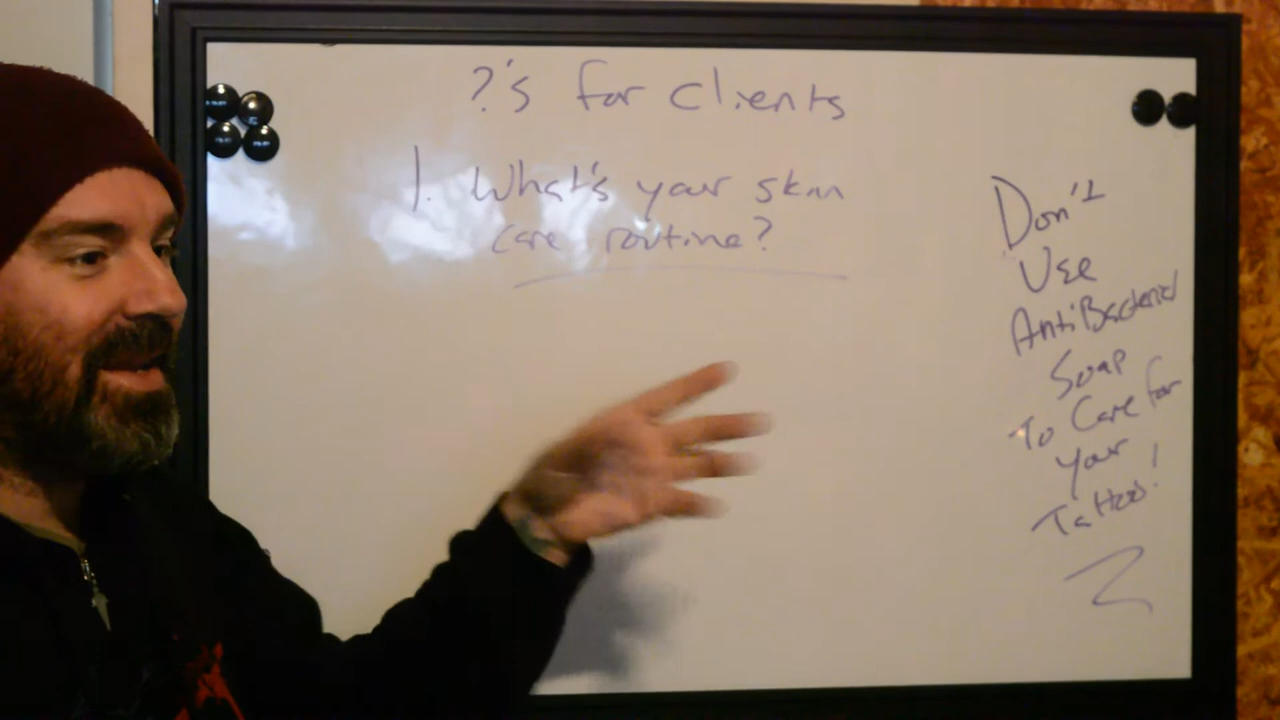 ?'s for clients
1. What's your skin
care routine?
Don't
Use
AntiBacterial
Soap
To Care for
your
Tattoo!